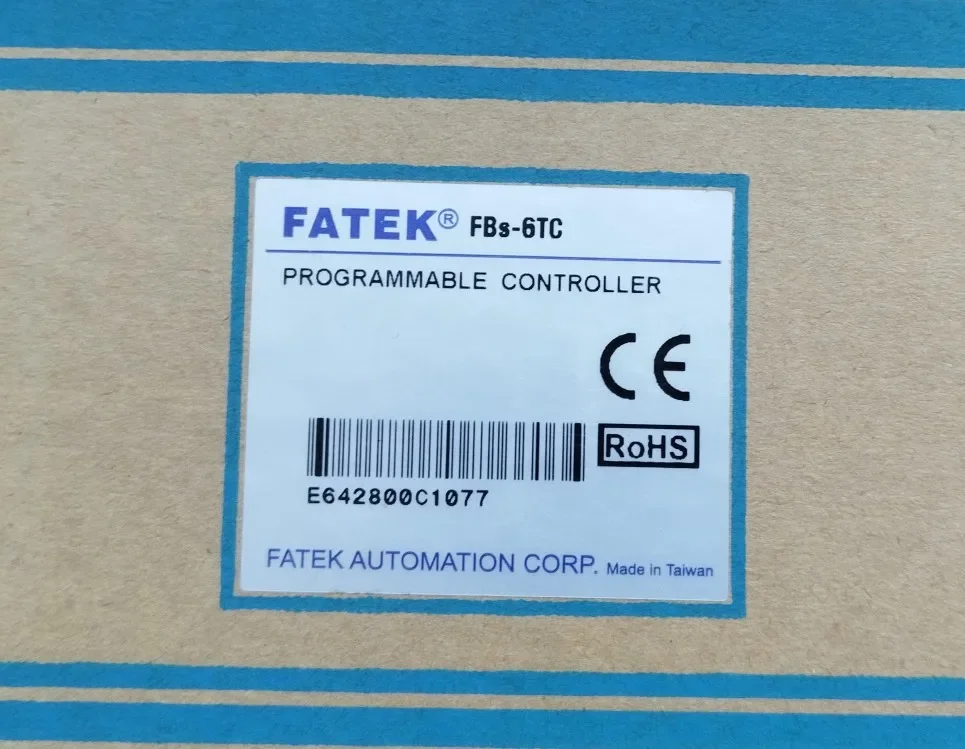 FATEK® FBs-6TC
PROGRAMMABLE CONTROLLER
CE
RoHS
E642800C1077
FATEK AUTOMATION CORP. Made in Taiwan